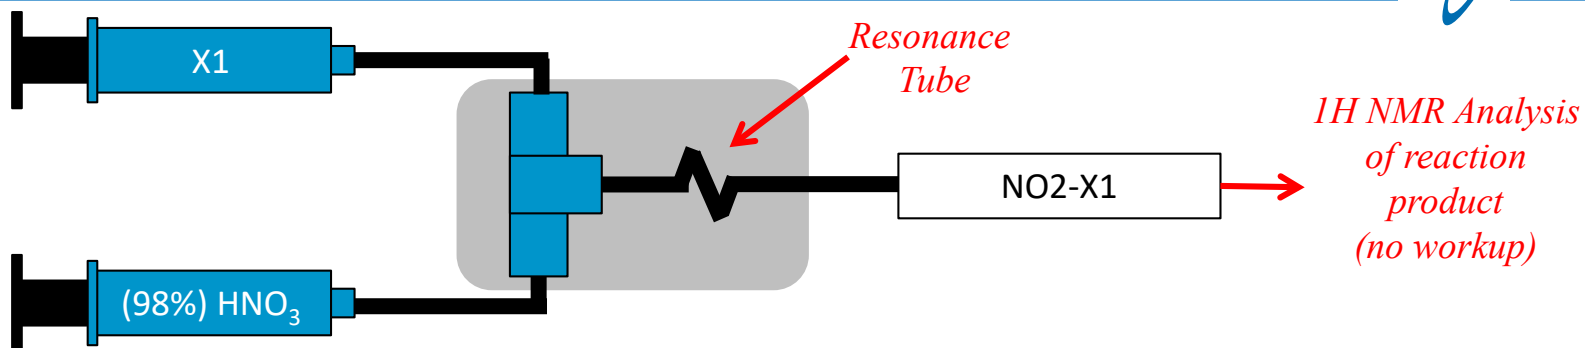 X1
Resonance
Tube
1H NMR Analysis
of reaction
product
(no workup)
NO2-X1
(98%) HNO₃